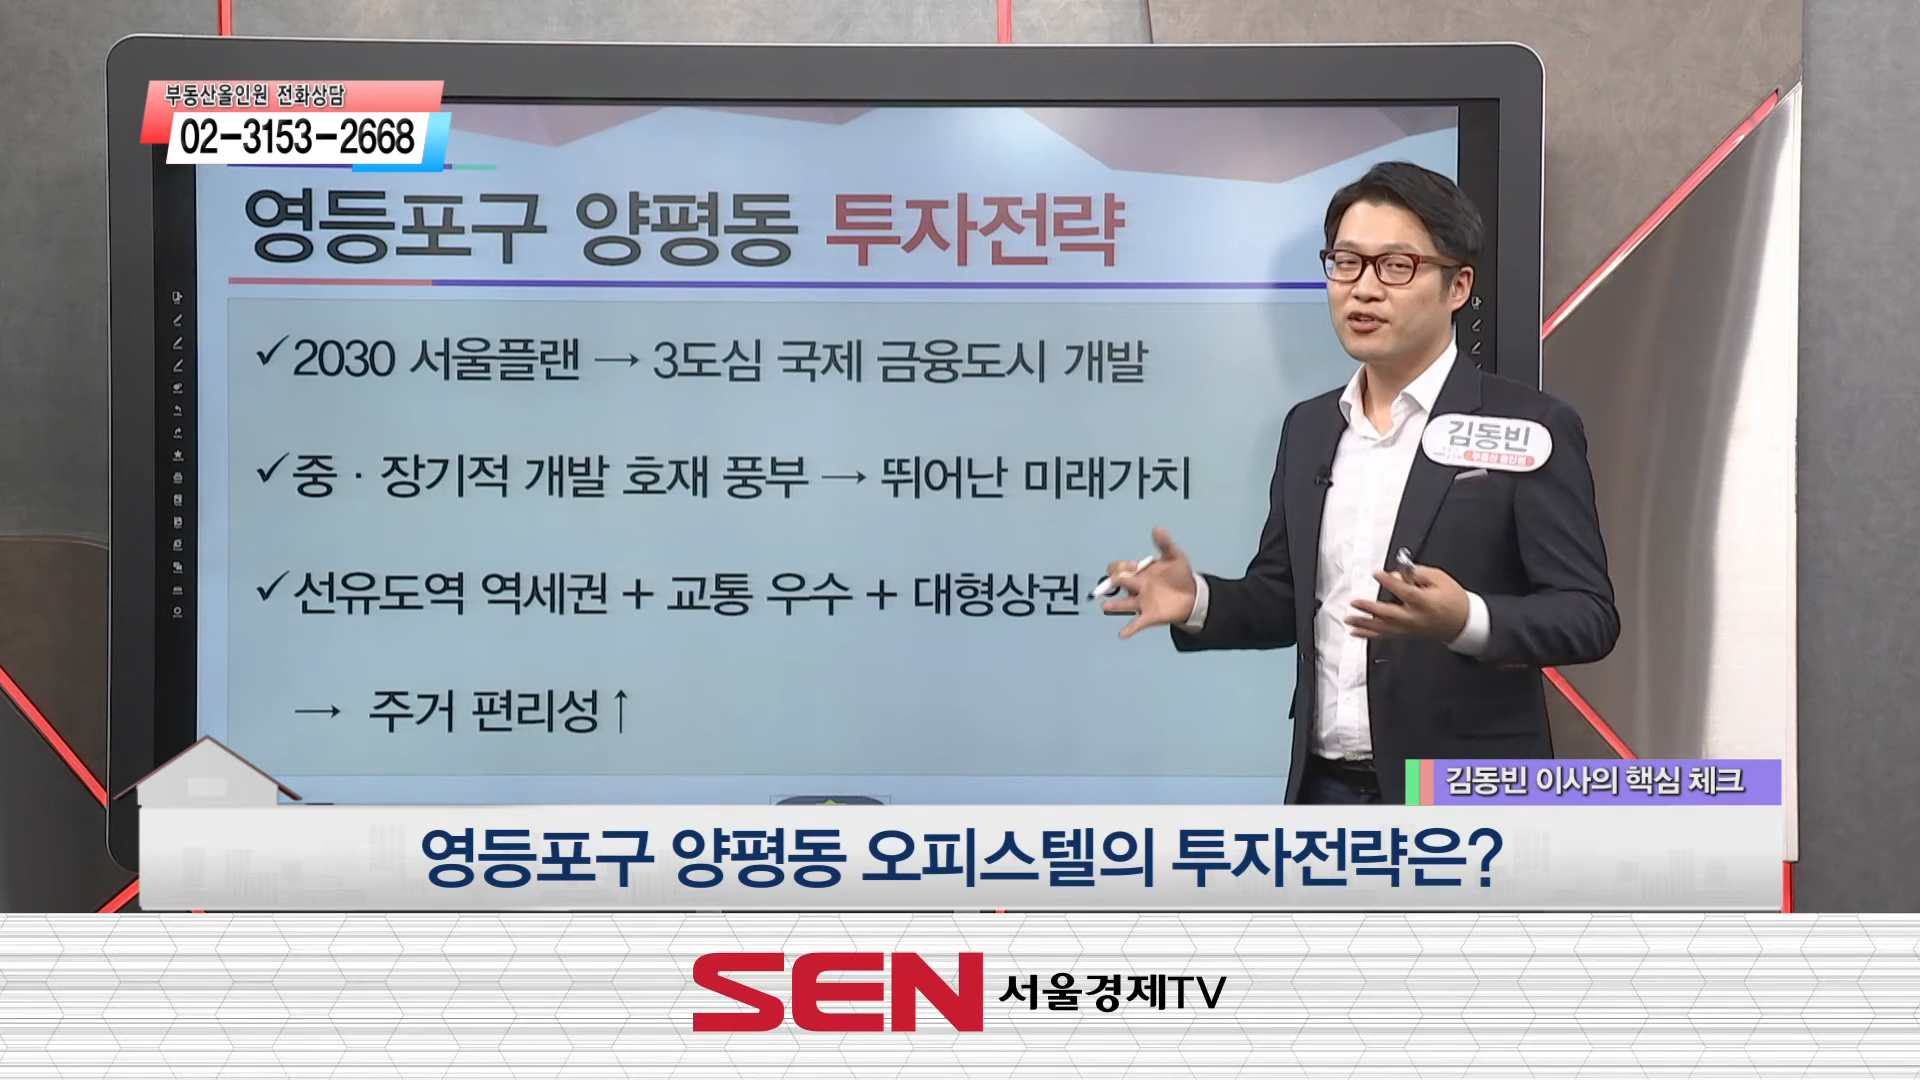 부동산올인원 전화상담
02-3153-2668
영등포구 양평동 투자전략
✓2030 서울플랜 → 3도심 국제 금융도시 개발
✓중 · 장기적 개발 호재 풍부 → 뛰어난 미래가치
✓선유도역 역세권 + 교통 우수 + 대형상권
→ 주거 편리성↑
김동빈
부동산 올인원
김동빈 이사의 핵심 체크
영등포구 양평동 오피스텔의 투자전략은?
SEN 서울경제TV